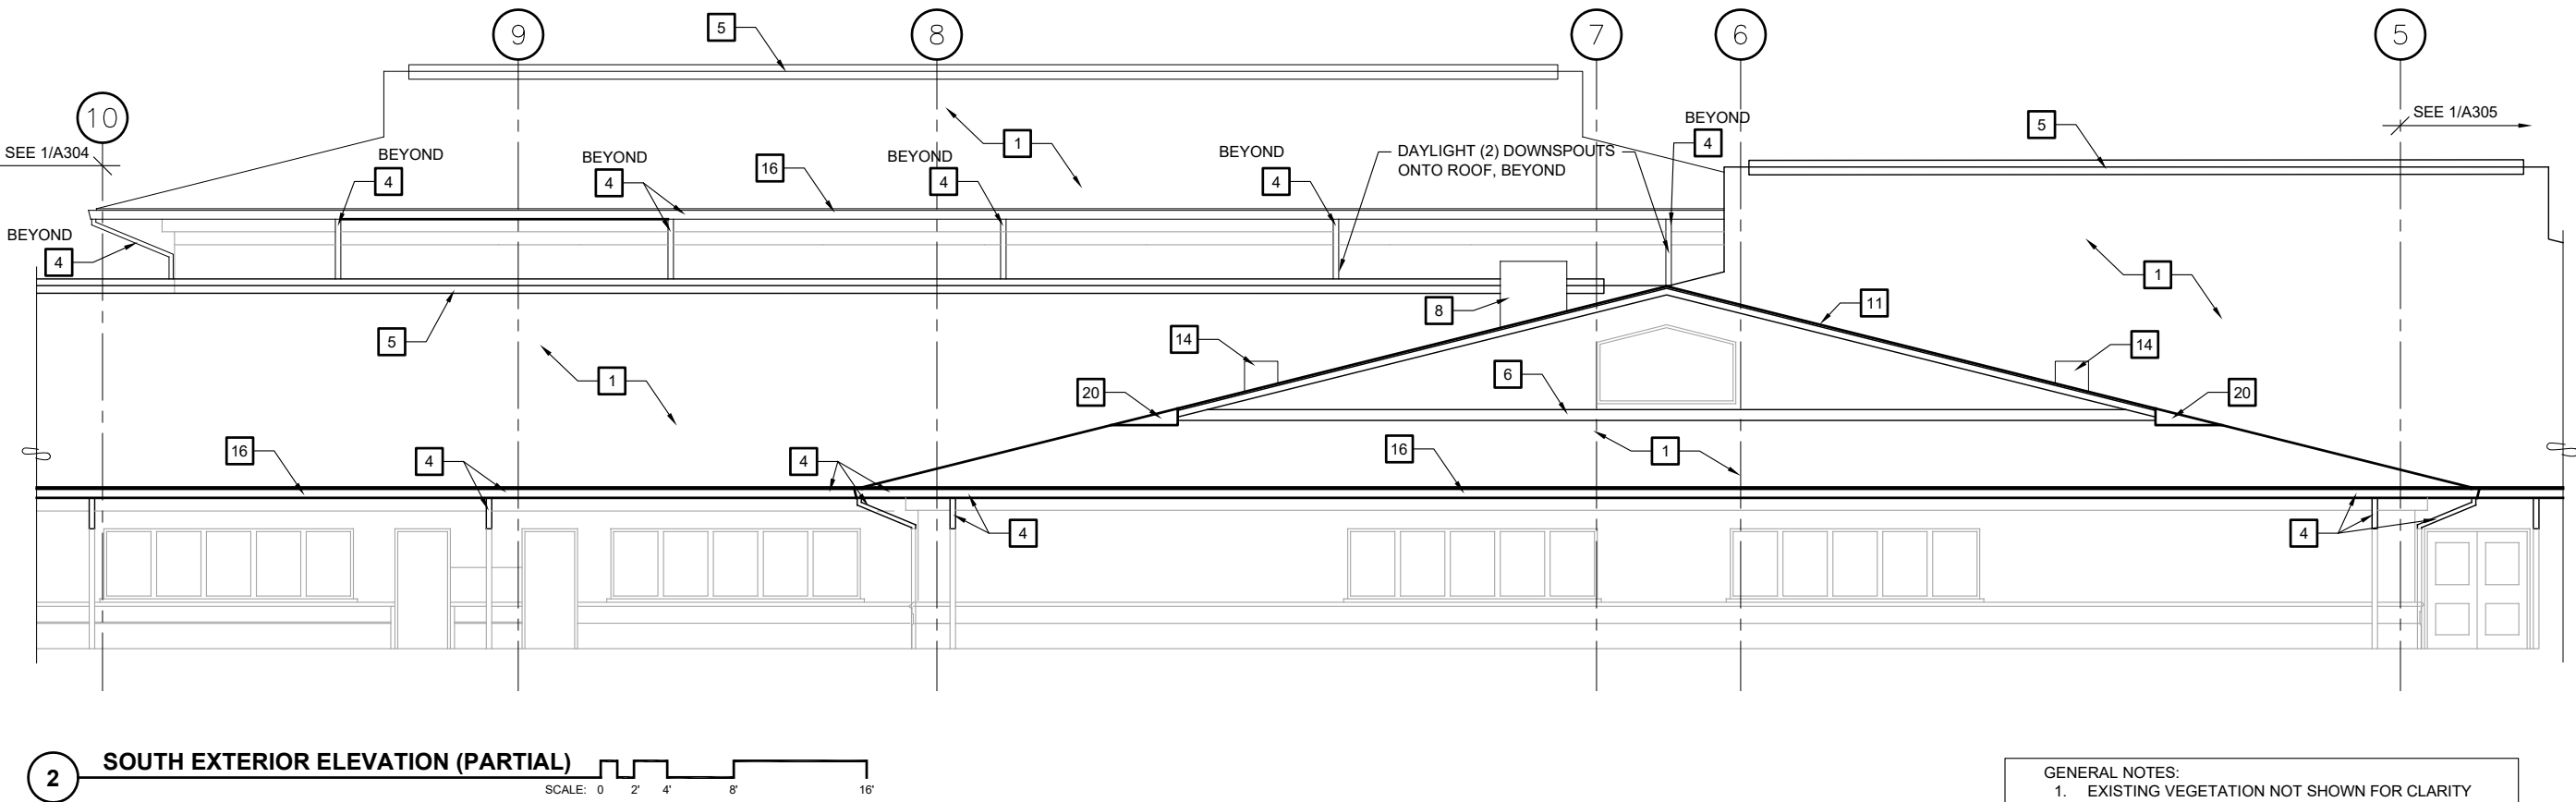 5
9
8
7
6
5
10
SEE 1/A304
BEYOND
4
BEYOND
4
16
BEYOND
4
1
BEYOND
4
DAYLIGHT (2) DOWNSPOUTS
ONTO ROOF, BEYOND
BEYOND
4
5
SEE 1/A305
BEYOND
4
5
1
8
14
11
1
14
20
6
20
16
4
4
16
1
4
4
2
SOUTH EXTERIOR ELEVATION (PARTIAL)
SCALE: 0 2' 4' 8' 16'
GENERAL NOTES:
1. EXISTING VEGETATION NOT SHOWN FOR CLARITY